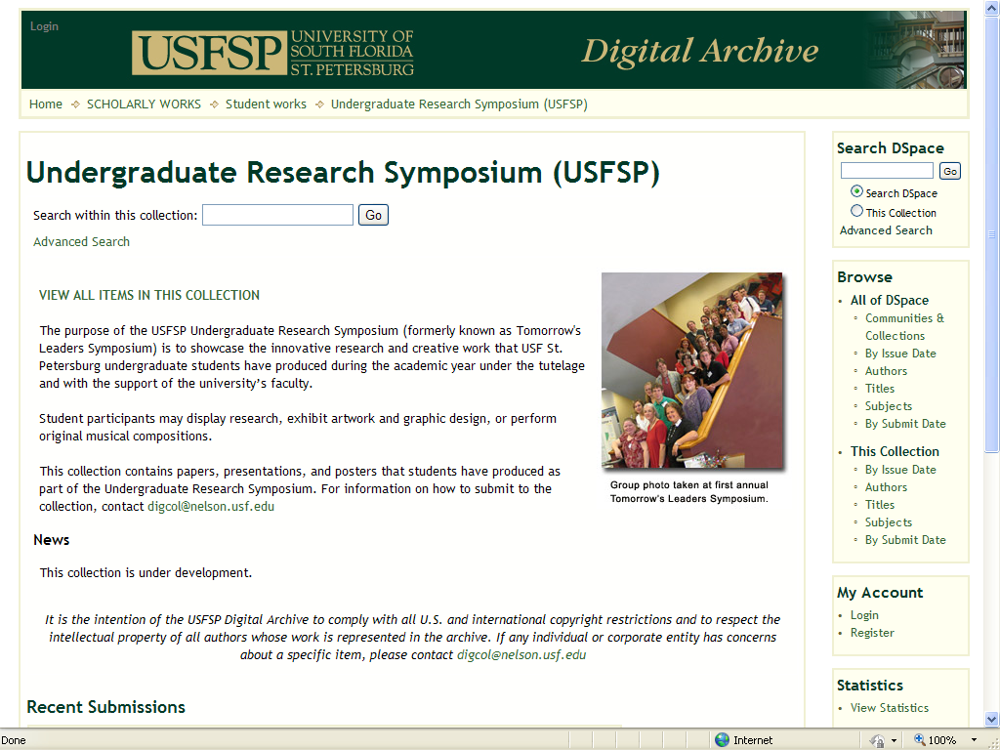 Login
USFSP
UNIVERSITY OF
SOUTH FLORIDA
ST. PETERSBURG
Digital Archive
Home SCHOLARLY WORKS Student works Undergraduate Research Symposium (USFSP)
Undergraduate Research Symposium (USFSP)
Search within this collection: Go
Advanced Search
VIEW ALL ITEMS IN THIS COLLECTION
The purpose of the USFSP Undergraduate Research Symposium (formerly known as Tomorrow's
Leaders Symposium) is to showcase the innovative research and creative work that USF St.
Petersburg undergraduate students have produced during the academic year under the tutelage
and with the support of the university’s faculty.
Student participants may display research, exhibit artwork and graphic design, or perform
original musical compositions.
This collection contains papers, presentations, and posters that students have produced as
part of the Undergraduate Research Symposium. For information on how to submit to the
collection, contact digcol@nelson.usf.edu
Group photo taken at first annual
Tomorrow's Leaders Symposium.
News
This collection is under development.
It is the intention of the USFSP Digital Archive to comply with all U.S. and international copyright restrictions and to respect the
intellectual property of all authors whose work is represented in the archive. If any individual or corporate entity has concerns
about a specific item, please contact digcol@nelson.usf.edu
Recent Submissions
Search DSpace
Go
Search DSpace
This Collection
Advanced Search
Browse
• All of DSpace
Communities &
Collections
By Issue Date
Authors
Titles
Subjects
By Submit Date
• This Collection
By Issue Date
Authors
Titles
Subjects
By Submit Date
My Account
• Login
• Register
Statistics
• View Statistics
Done Internet 100%